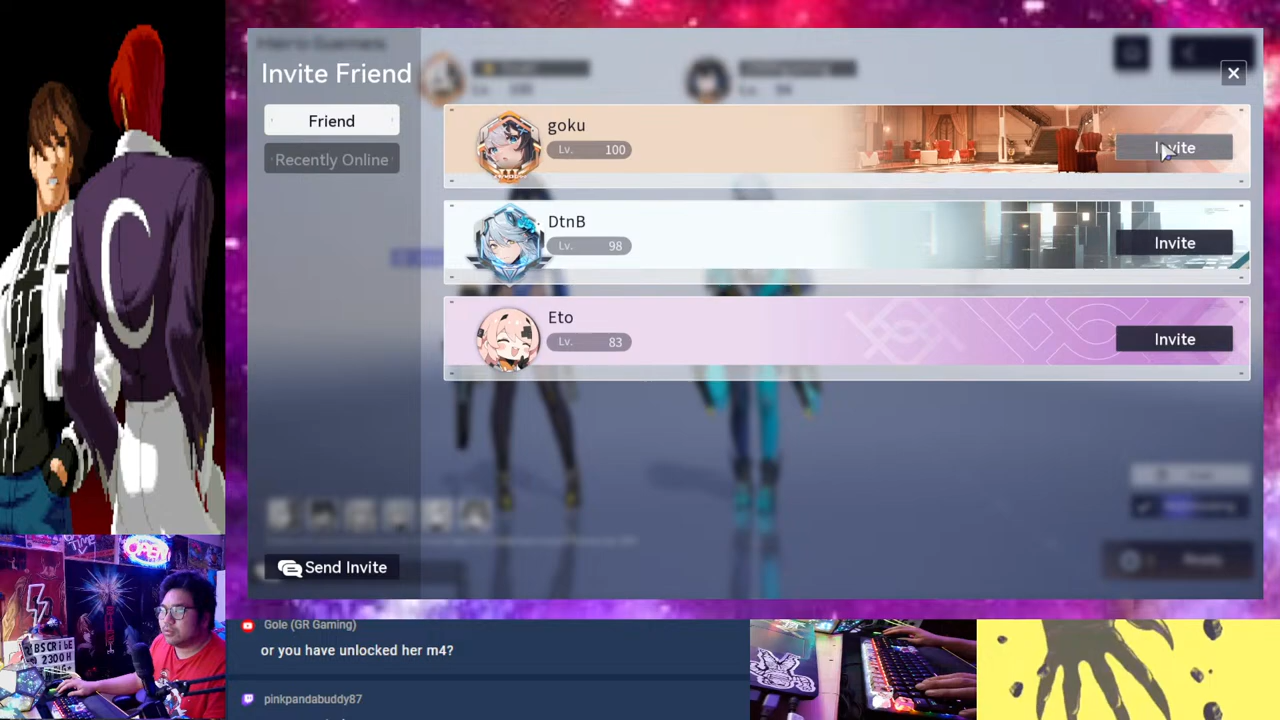 Invite Friend
Friend
Recently Online
goku
Lv. 100
Invite
DtnB
Lv. 98
Invite
Eto
Lv. 83
Invite
Send Invite
OPEN
Gole (GR Gaming)
or you have unlocked her m4?
pinkpandabuddy87